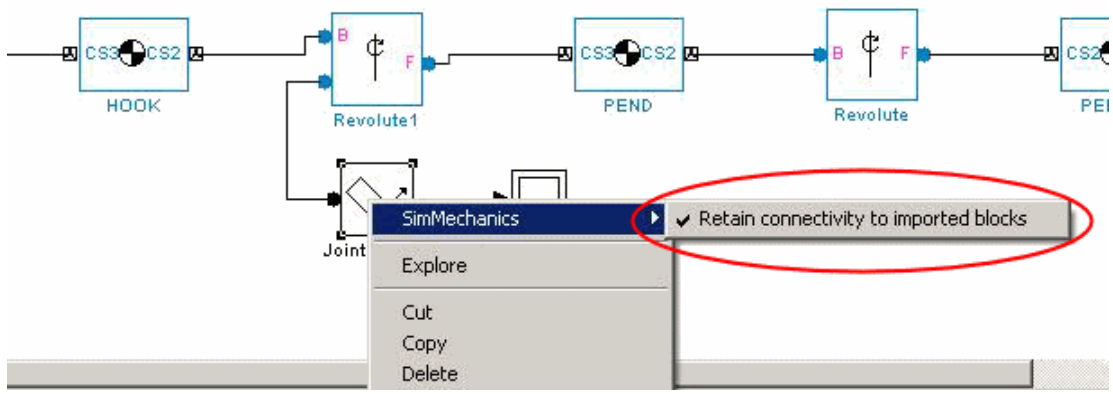 CS3 CS2
HOOK
B
F
Revolute1
CS3 CS2
PEND
B
F
Revolute
CS2
PE
Joint
SimMechanics
Retain connectivity to imported blocks
Explore
Cut
Copy
Delete